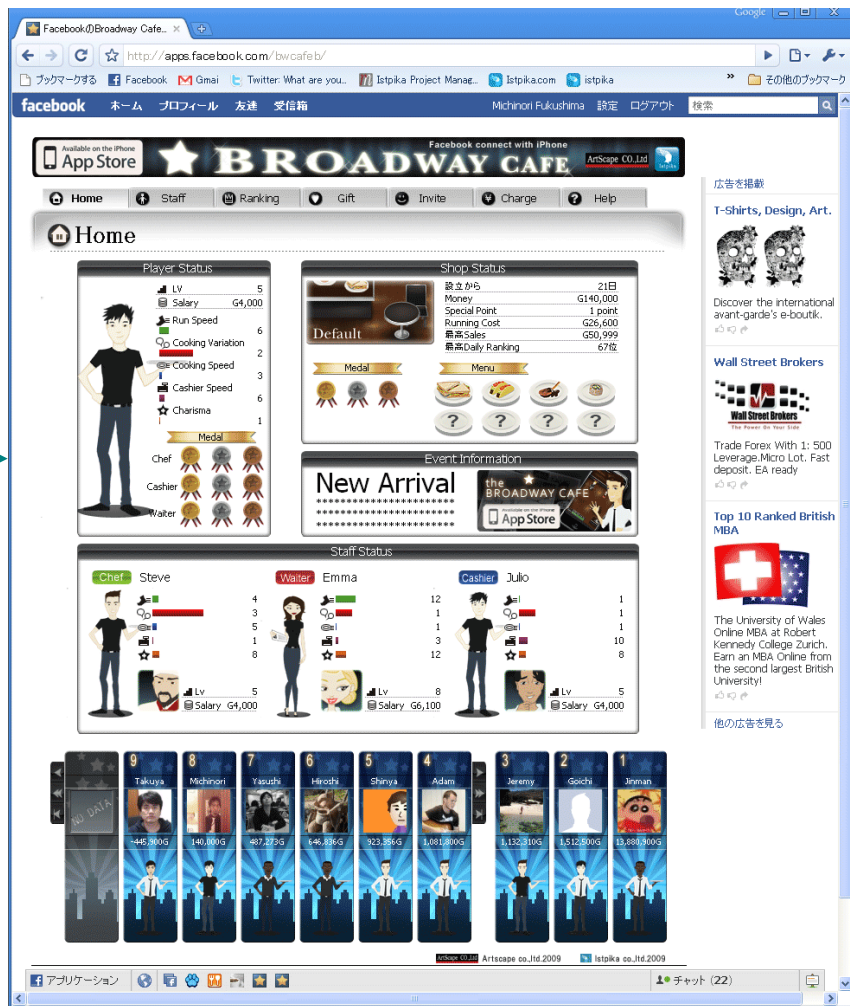 Google
FacebookのBroadway Cafe..
http://apps.facebook.com/bwcafeb/
ブックマークする Facebook Gmai Twitter: What are you... Istpika Project Manag... Istpika.com istpika » その他のブックマーク
facebook ホーム プロフィール 友達 受信箱 Michinori Fukushima 設定 ログアウト 検索
Available on the iPhone
App Store
Facebook connect with iPhone
BROADWAY CAFE
ArtScape CO.,Ltd
Istpika
Home Staff Ranking Gift Invite Charge Help
Home
Player Status
LV 5
Salary G4,000
Run Speed
6
Cooking Variation
2
Cooking Speed
3
Cashier Speed
6
Charisma
1
Medal
Chef
Cashier
Waiter
Shop Status
Default
設立から 21日
Money G140,000
Special Point 1 point
Running Cost G26,600
最高Sales G50,999
最高Daily Ranking 67位
Medal Menu
? ? ? ?
Event Information
New Arrival
********************
********************
********************
the
BROADWAY CAFE
Available on the iPhone
App Store
Staff Status
Chef Steve
4
3
5
1
8
Lv 5
Salary G4,000
Waiter Emma
12
1
1
3
12
Lv 8
Salary G6,100
Cashier Julio
1
1
1
10
8
Lv 5
Salary G4,000
NO DATA
9 8 7 6 5 4 3 2 1
Takuya Michinori Yasushi Hiroshi Shinya Adam Jeremy Goichi Jinman
-445,900G 140,000G 487,273G 646,836G 923,356G 1,081,800G 1,132,310G 1,512,500G 13,880,900G
ArtScape CO.,Ltd Artscape co.,ltd.2009 Istpika co.,ltd.2009
広告を掲載
T-Shirts, Design, Art.
Discover the international
avant-garde's e-boutik.
Wall Street Brokers
Wall Street Brokers
The Power On Your Side
Trade Forex With 1: 500
Leverage.Micro Lot. Fast
deposit. EA ready
Top 10 Ranked British
MBA
The University of Wales
Online MBA at Robert
Kennedy College Zurich.
Earn an MBA Online from
the second largest British
University!
他の広告を見る
アプリケーション チャット (22)